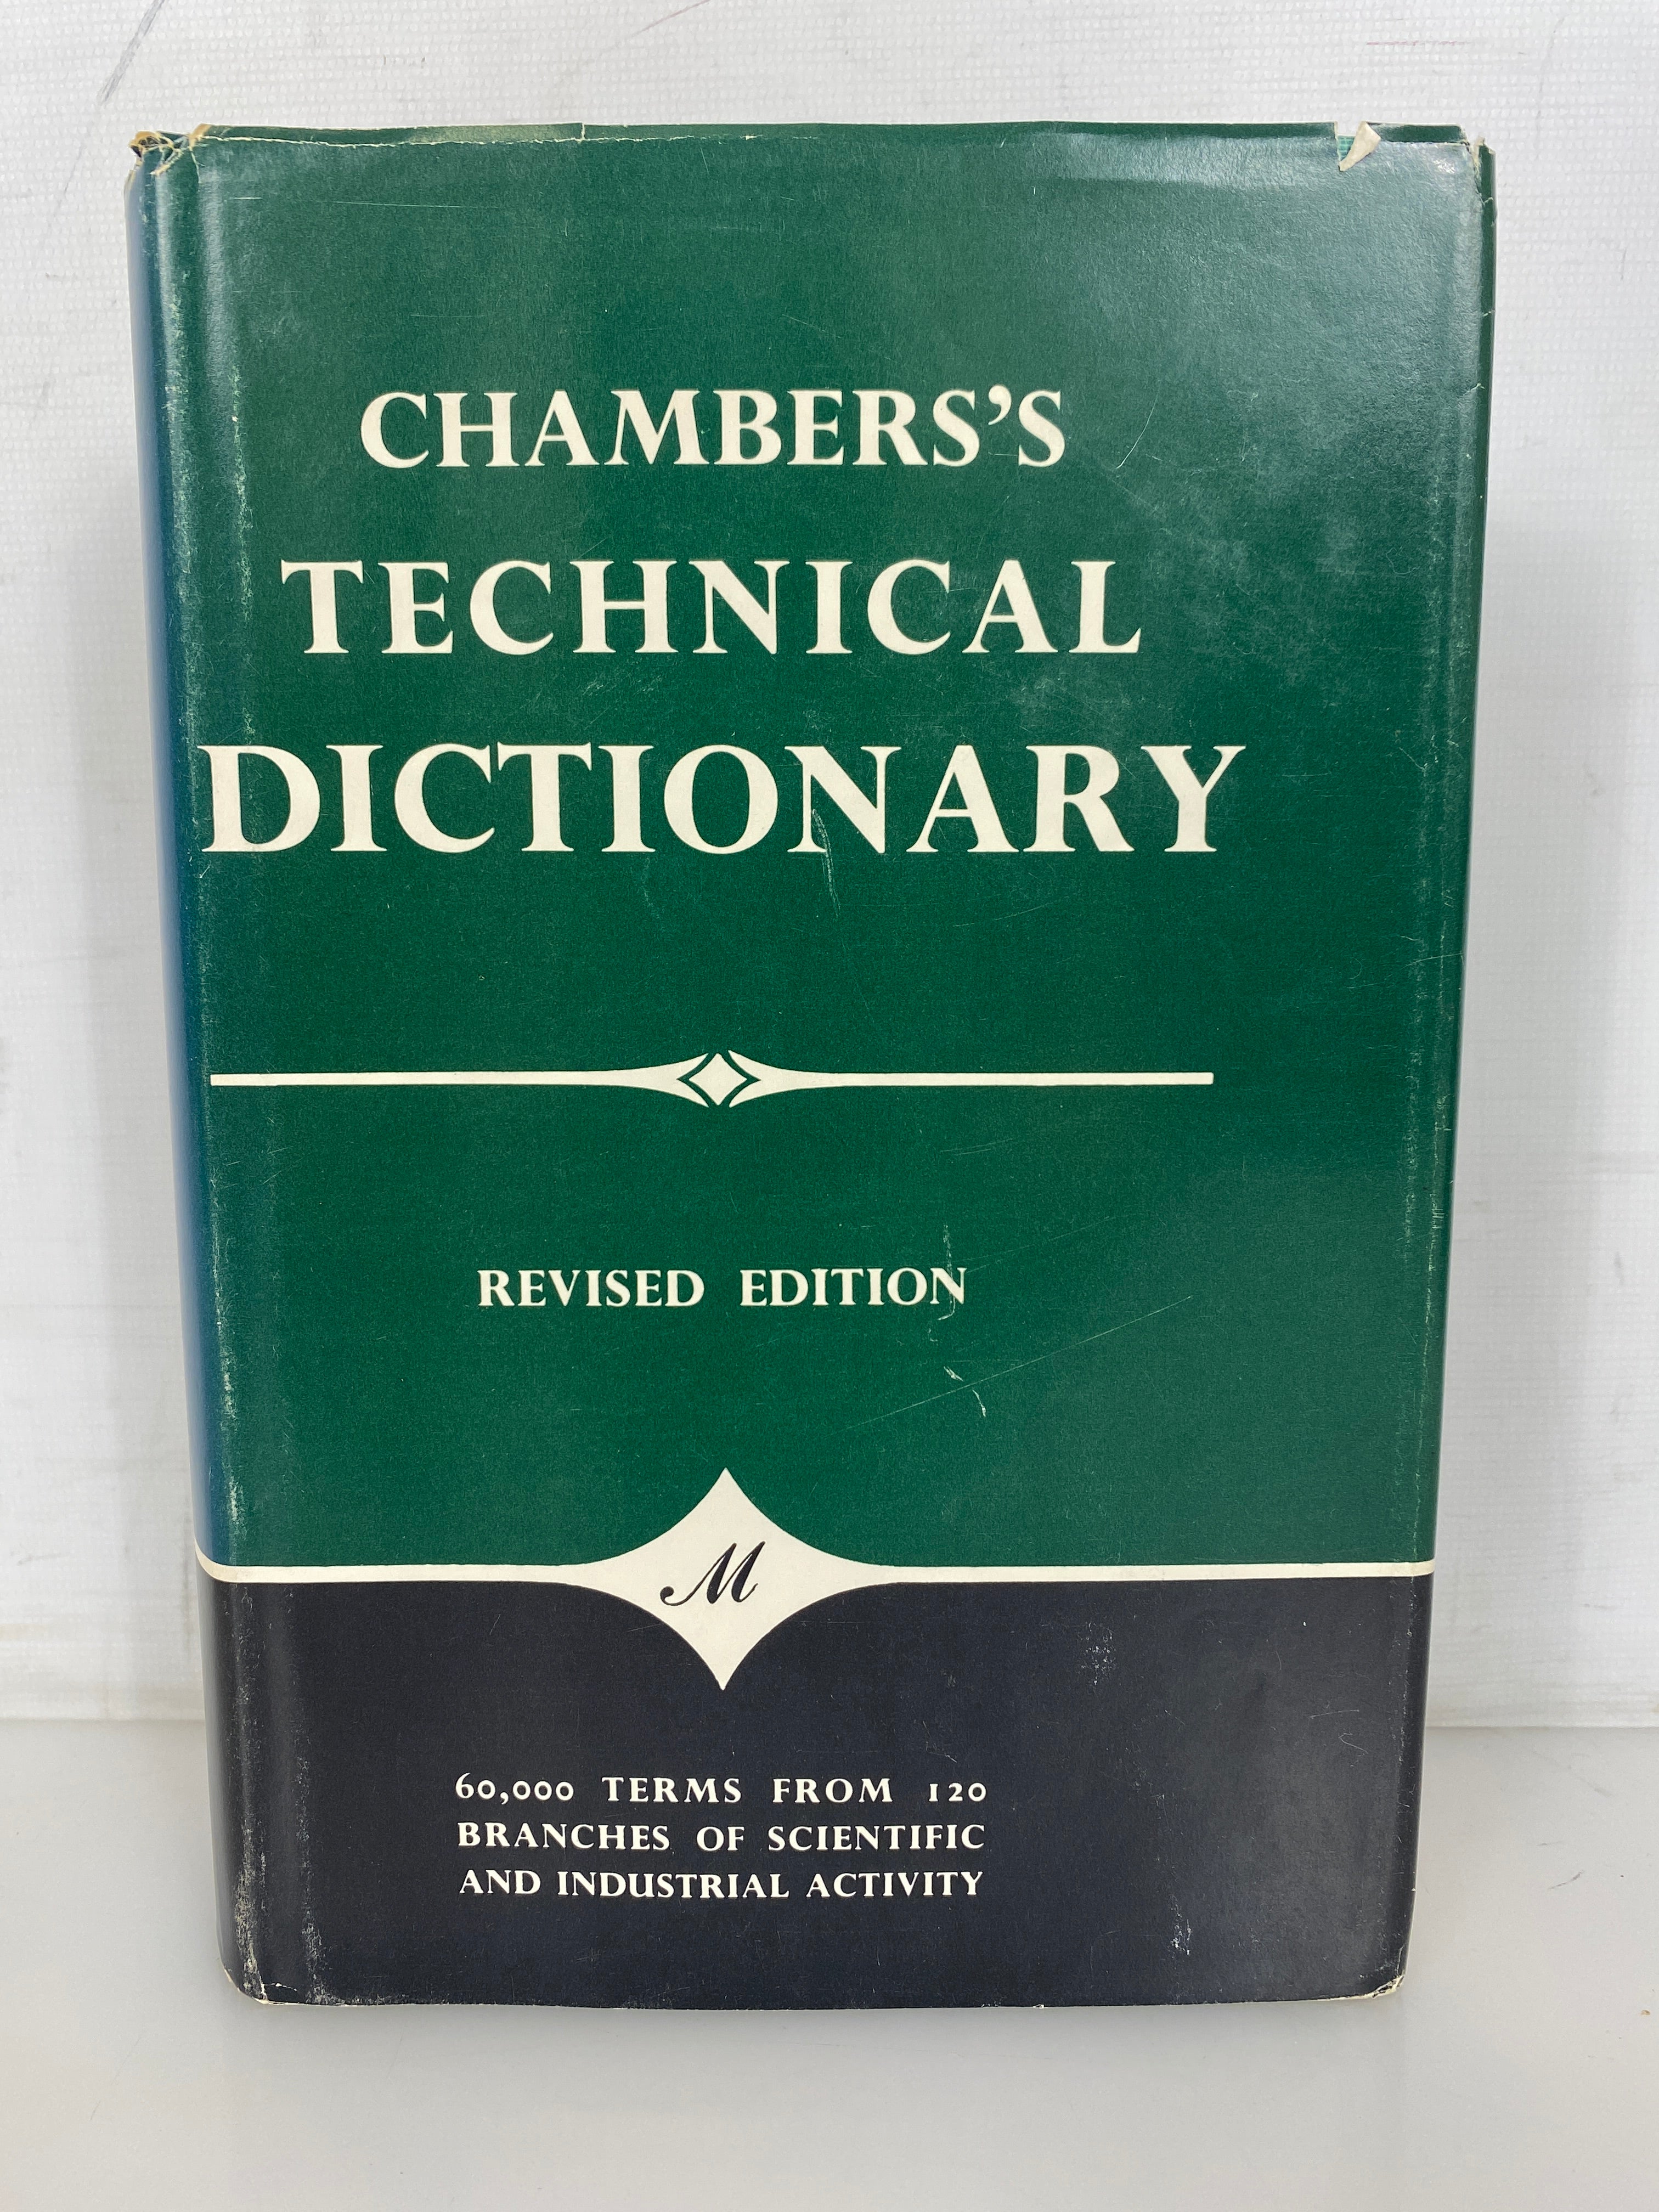 CHAMBERS’S
TECHNICAL
DICTIONARY
REVISED EDITION
M
60,000 TERMS FROM 120
BRANCHES OF SCIENTIFIC
AND INDUSTRIAL ACTIVITY